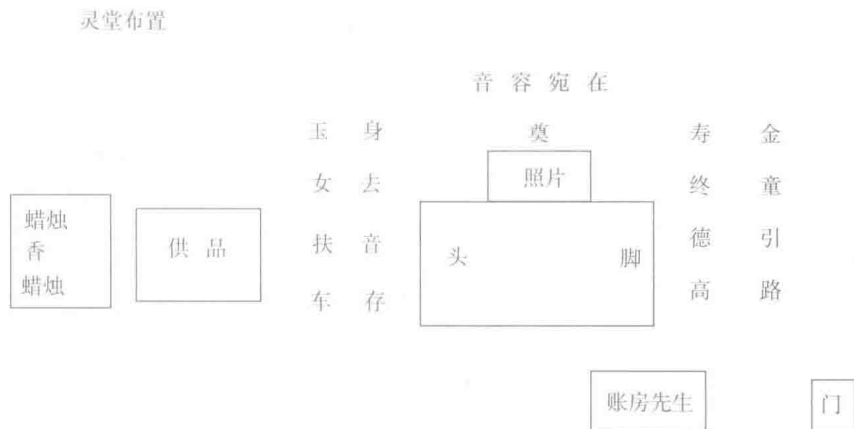 灵堂布置
音容宛在
奠
照片
玉女扶车
身去音存
寿终德高
金童引路
蜡烛
香
蜡烛
供品
头
脚
账房先生
门